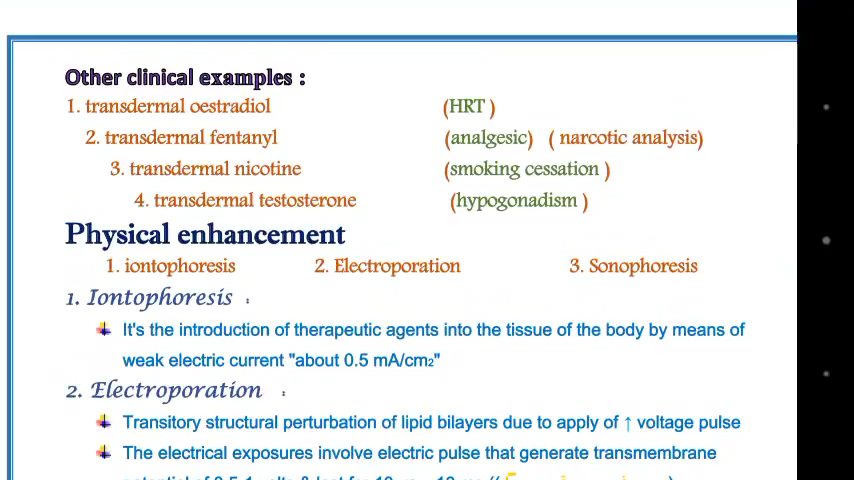 Other clinical examples :
1. transdermal oestradiol (HRT )
2. transdermal fentanyl (analgesic) ( narcotic analysis)
3. transdermal nicotine (smoking cessation )
4. transdermal testosterone (hypogonadism )
Physical enhancement
1. iontophoresis 2. Electroporation 3. Sonophoresis
1. Iontophoresis :
It's the introduction of therapeutic agents into the tissue of the body by means of
weak electric current "about 0.5 mA/cm2"
2. Electroporation :
Transitory structural perturbation of lipid bilayers due to apply of ↑ voltage pulse
The electrical exposures involve electric pulse that generate transmembrane